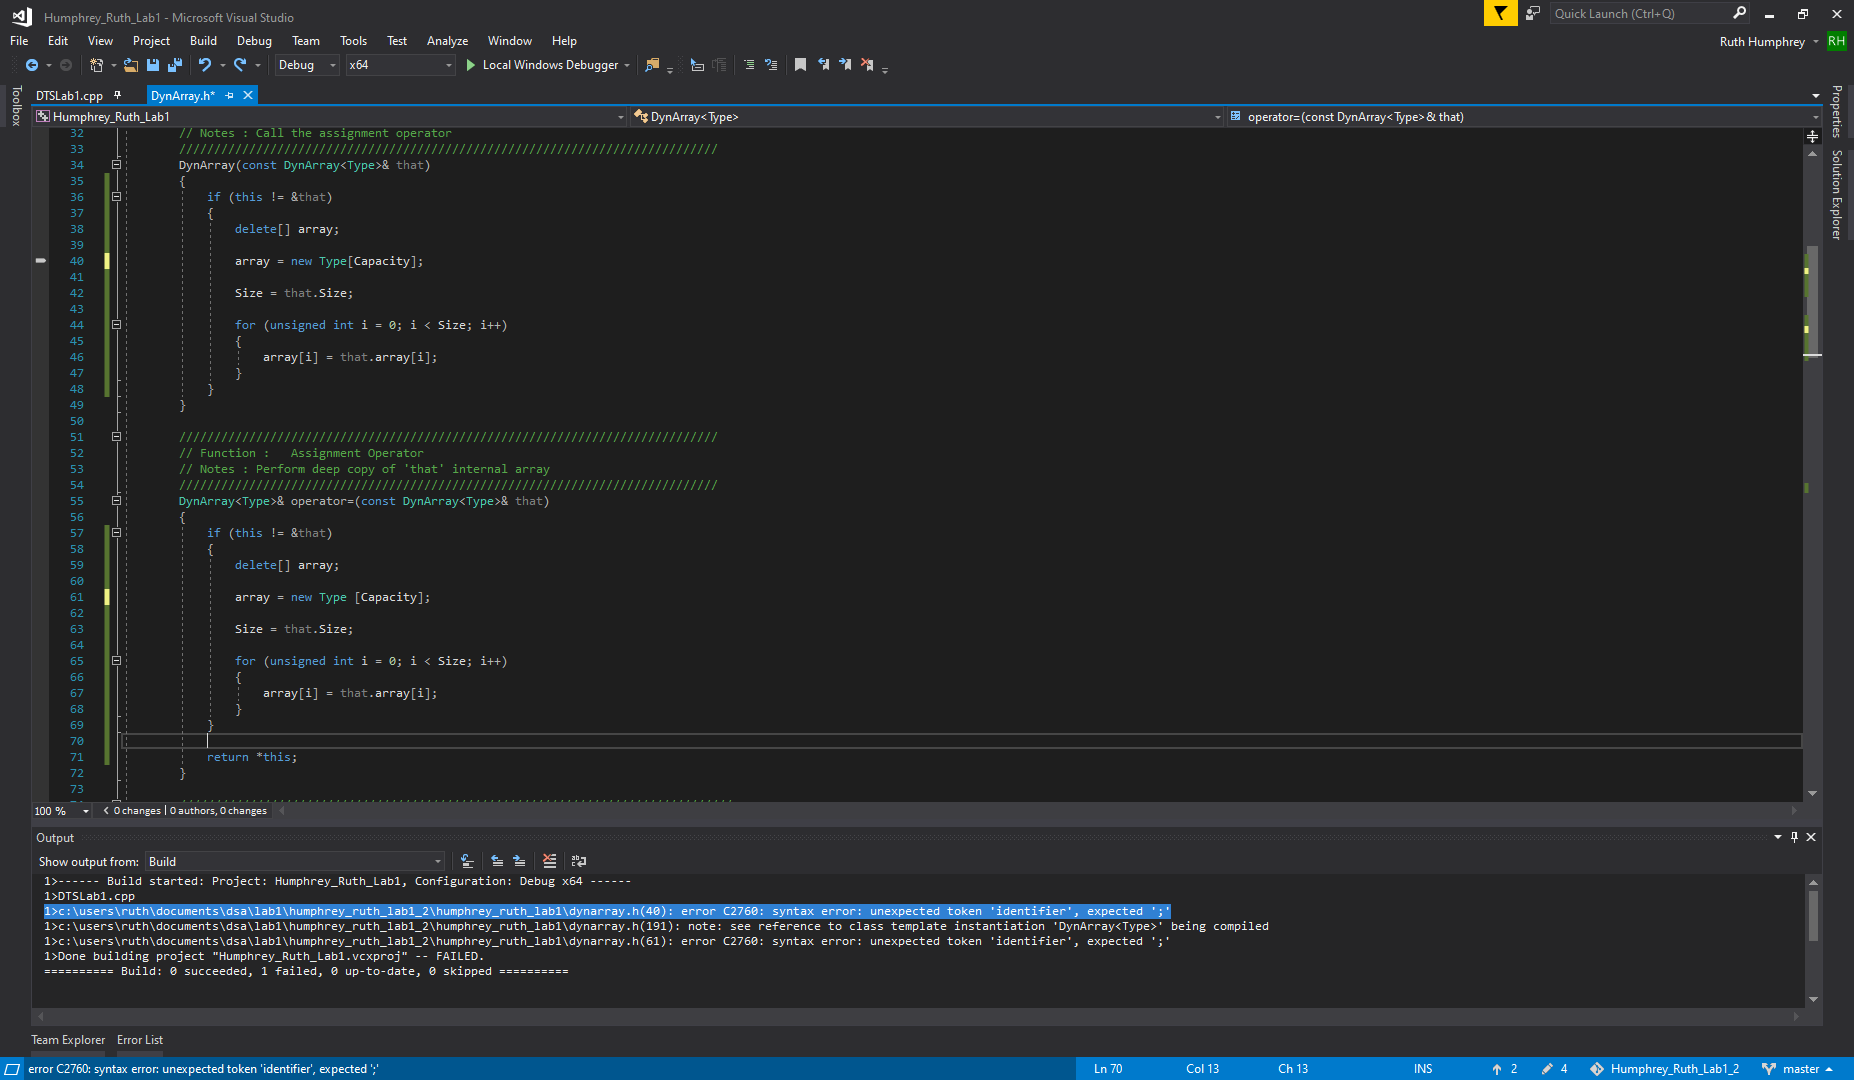 Humphrey_Ruth_Lab1 - Microsoft Visual Studio
Quick Launch (Ctrl+Q)
File Edit View Project Build Debug Team Tools Test Analyze Window Help
Ruth Humphrey RH
Debug x64 Local Windows Debugger
Toolbox
DTSLab1.cpp DynArray.h*
Properties
Solution Explorer
Humphrey_Ruth_Lab1 DynArray<Type> operator=(const DynArray<Type>& that)
32 // Notes : Call the assignment operator
33 /////////////////////////////////////////////////////////////////////////////
34 DynArray(const DynArray<Type>& that)
35 {
36 if (this != &that)
37 {
38 delete[] array;
39
40 array = new Type[Capacity];
41
42 Size = that.Size;
43
44 for (unsigned int i = 0; i < Size; i++)
45 {
46 array[i] = that.array[i];
47 }
48 }
49 }
50
51 /////////////////////////////////////////////////////////////////////////////
52 // Function :   Assignment Operator
53 // Notes : Perform deep copy of 'that' internal array
54 /////////////////////////////////////////////////////////////////////////////
55 DynArray<Type>& operator=(const DynArray<Type>& that)
56 {
57 if (this != &that)
58 {
59 delete[] array;
60
61 array = new Type [Capacity];
62
63 Size = that.Size;
64
65 for (unsigned int i = 0; i < Size; i++)
66 {
67 array[i] = that.array[i];
68 }
69 }
70
71 return *this;
72 }
73
100 % 0 changes | 0 authors, 0 changes
Output
Show output from: Build
1>------ Build started: Project: Humphrey_Ruth_Lab1, Configuration: Debug x64 ------
1>DTSLab1.cpp
1>c:\users\ruth\documents\dsa\lab1\humphrey_ruth_lab1_2\humphrey_ruth_lab1\dynarray.h(40): error C2760: syntax error: unexpected token 'identifier', expected ';'
1>c:\users\ruth\documents\dsa\lab1\humphrey_ruth_lab1_2\humphrey_ruth_lab1\dynarray.h(191): note: see reference to class template instantiation 'DynArray<Type>' being compiled
1>c:\users\ruth\documents\dsa\lab1\humphrey_ruth_lab1_2\humphrey_ruth_lab1\dynarray.h(61): error C2760: syntax error: unexpected token 'identifier', expected ';'
1>Done building project "Humphrey_Ruth_Lab1.vcxproj" -- FAILED.
========== Build: 0 succeeded, 1 failed, 0 up-to-date, 0 skipped ==========
Team Explorer Error List
error C2760: syntax error: unexpected token 'identifier', expected ';' Ln 70 Col 13 Ch 13 INS 2 4 Humphrey_Ruth_Lab1_2 master